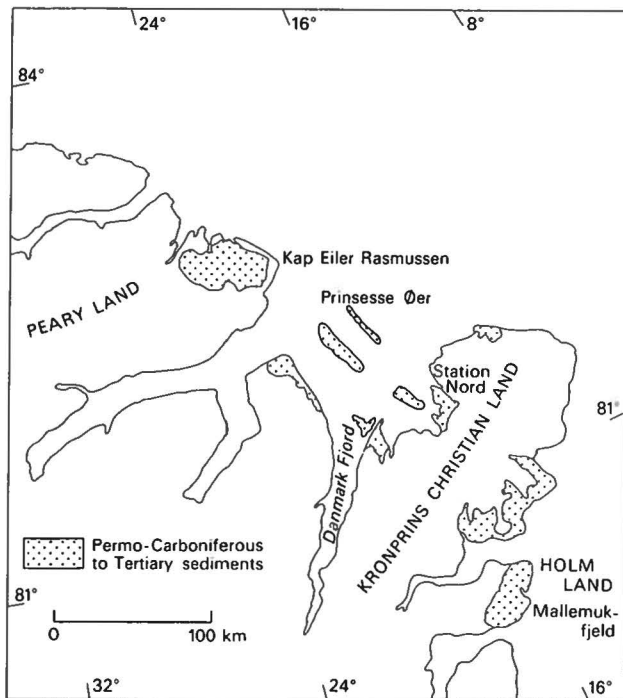 24°
16°
8°
84°
Kap Eiler Rasmussen
Prinsesse Øer
PEARY LAND
Station
Nord
81°
KRONPRINS CHRISTIAN LAND
Danmark Fjord
Permo-Carboniferous
to Tertiary sediments
HOLM
LAND
Mallemuk-
fjeld
81°
0 100 km
32°
24°
16°